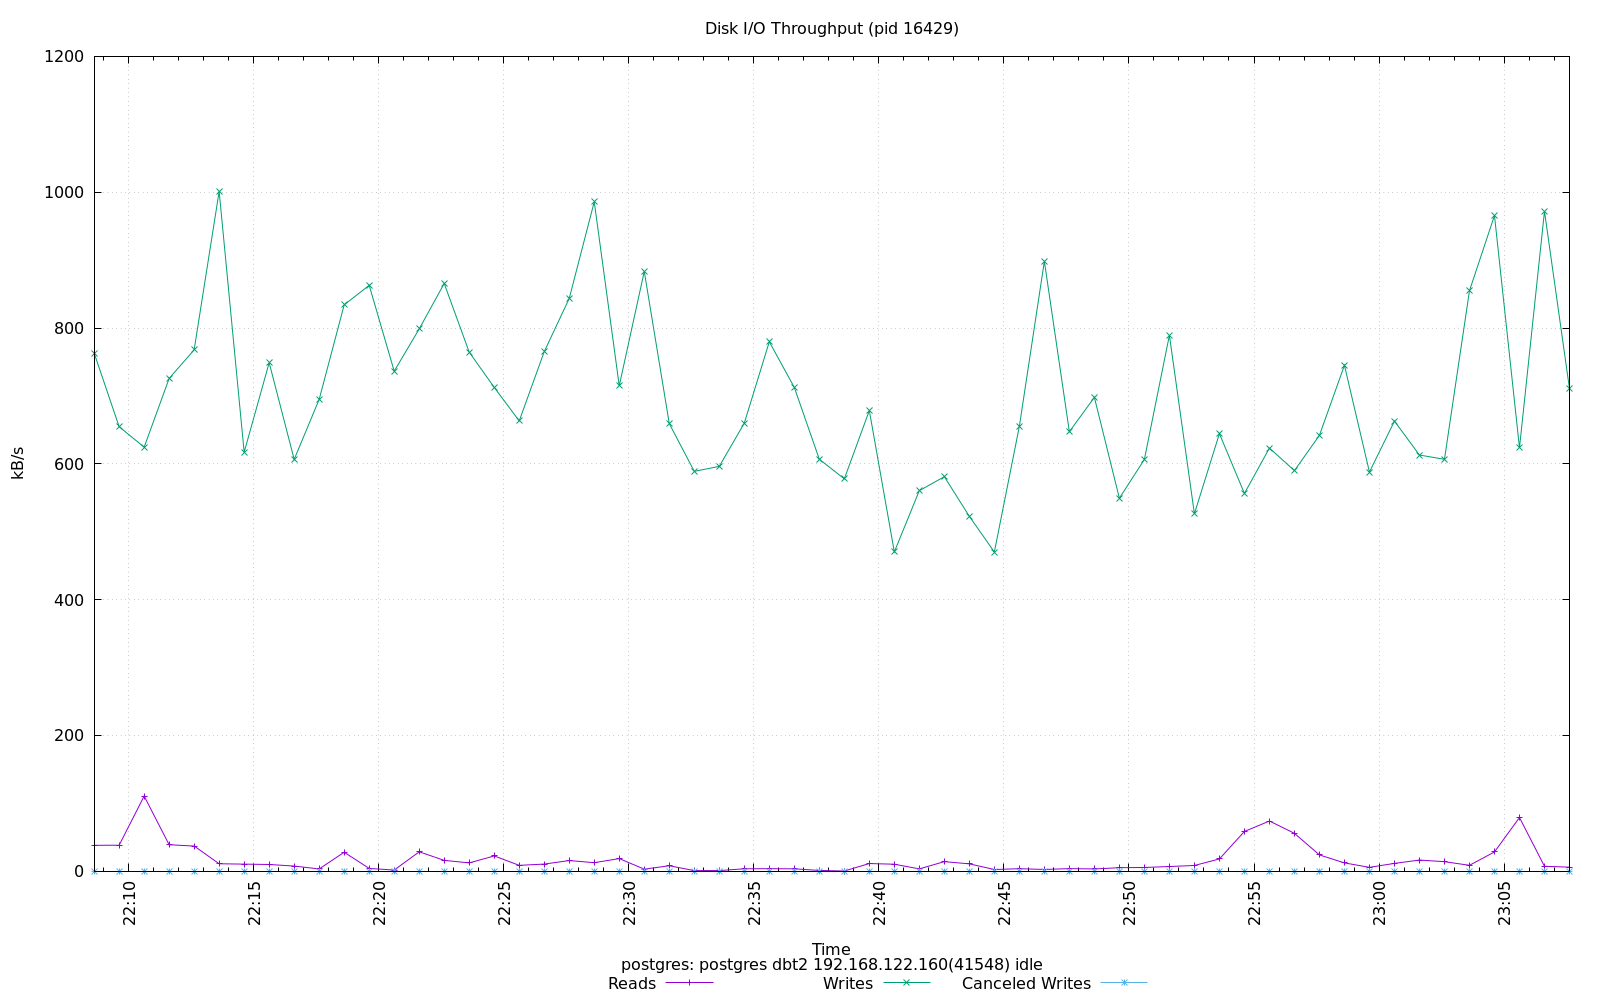 Disk I/O Throughput (pid 16429)
1200
1000
800
600
400
200
0
kB/s
22:10 22:15 22:20 22:25 22:30 22:35 22:40 22:45 22:50 22:55 23:00 23:05
Time
postgres: postgres dbt2 192.168.122.160(41548) idle
Reads Writes Canceled Writes